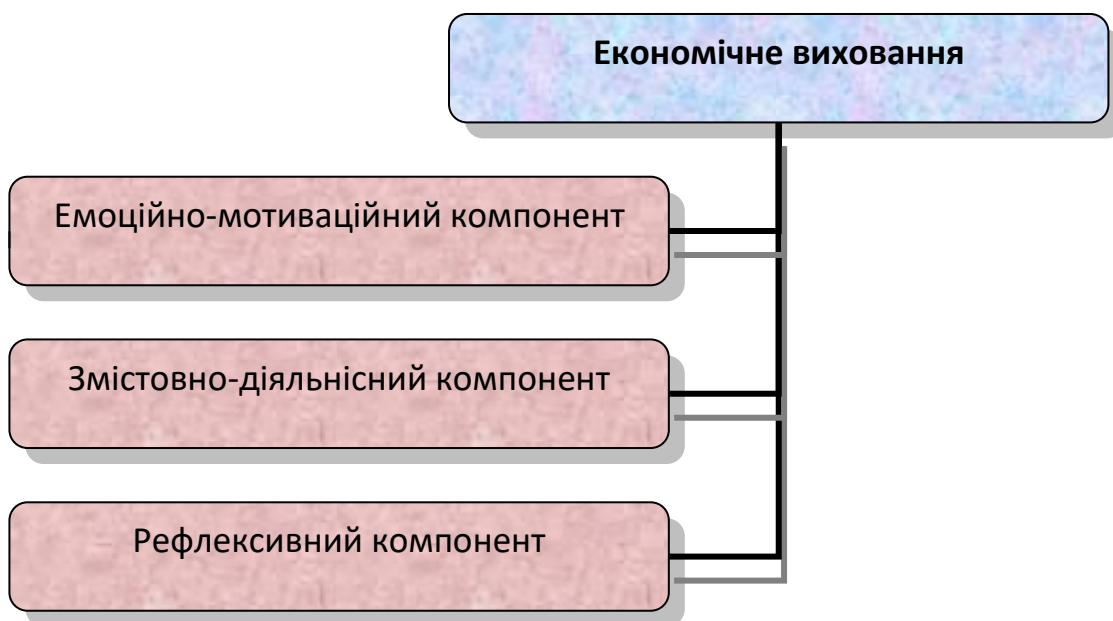 Економічне виховання
Емоційно-мотиваційний компонент
Змістовно-діяльнісний компонент
Рефлексивний компонент